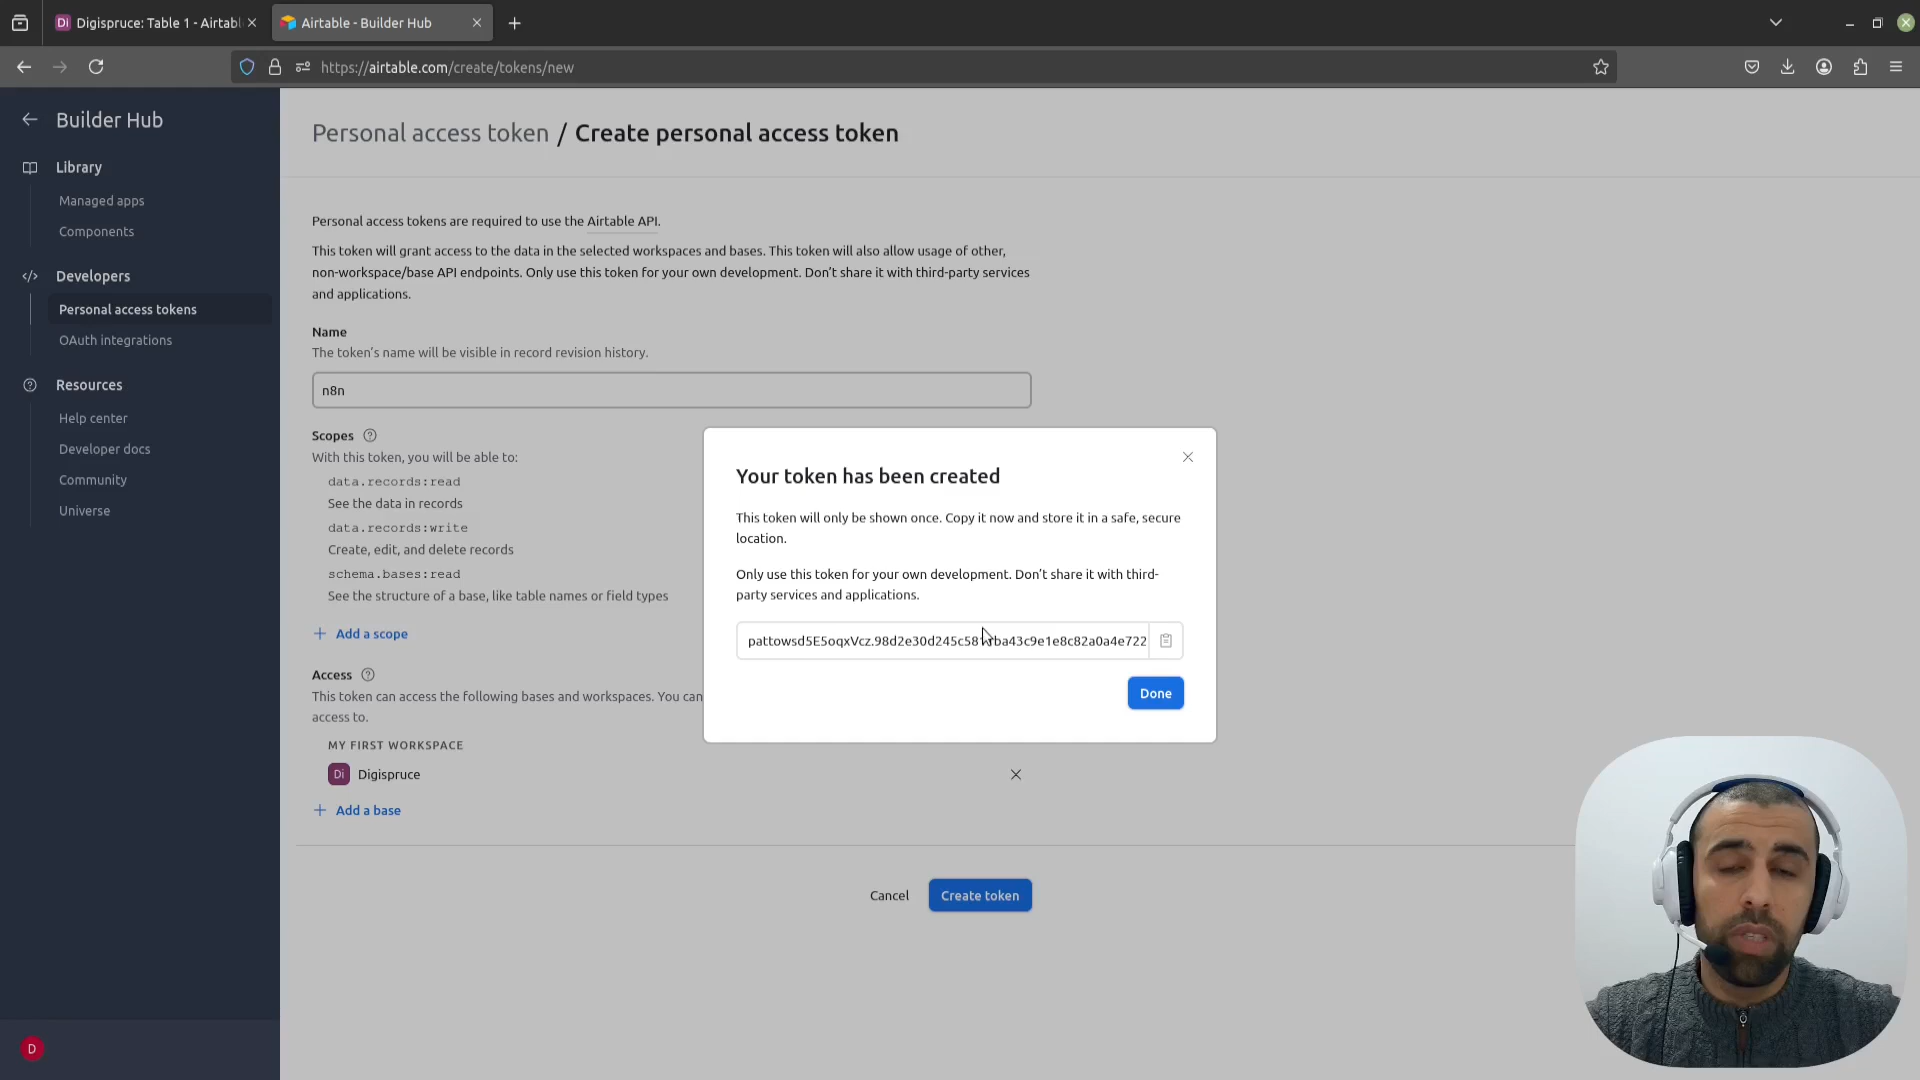 Di Digispruce: Table 1 - Airtabl
Airtable - Builder Hub
https://airtable.com/create/tokens/new
Builder Hub
Library
Managed apps
Components
Developers
Personal access tokens
OAuth integrations
Resources
Help center
Developer docs
Community
Universe
D
Personal access token / Create personal access token
Personal access tokens are required to use the Airtable API.
This token will grant access to the data in the selected workspaces and bases. This token will also allow usage of other,
non-workspace/base API endpoints. Only use this token for your own development. Don't share it with third-party services
and applications.
Name
The token's name will be visible in record revision history.
n8n
Scopes
With this token, you will be able to:
data.records:read
See the data in records
data.records:write
Create, edit, and delete records
schema.bases:read
See the structure of a base, like table names or field types
Add a scope
Access
This token can access the following bases and workspaces. You can
access to.
MY FIRST WORKSPACE
Di Digispruce
Add a base
Cancel
Create token
Your token has been created
This token will only be shown once. Copy it now and store it in a safe, secure
location.
Only use this token for your own development. Don't share it with third-
party services and applications.
Done